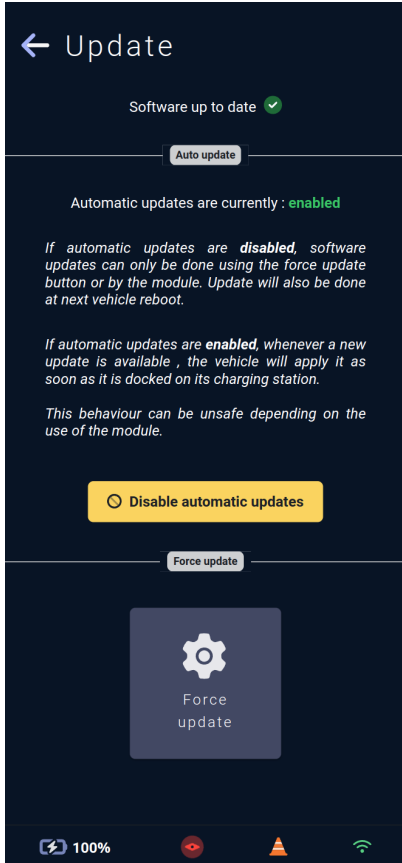 Update
Software up to date
Auto update
Automatic updates are currently : enabled
If automatic updates are disabled, software
updates can only be done using the force update
button or by the module. Update will also be done
at next vehicle reboot.
If automatic updates are enabled, whenever a new
update is available , the vehicle will apply it as
soon as it is docked on its charging station.
This behaviour can be unsafe depending on the
use of the module.
Disable automatic updates
Force update
Force
update
100%